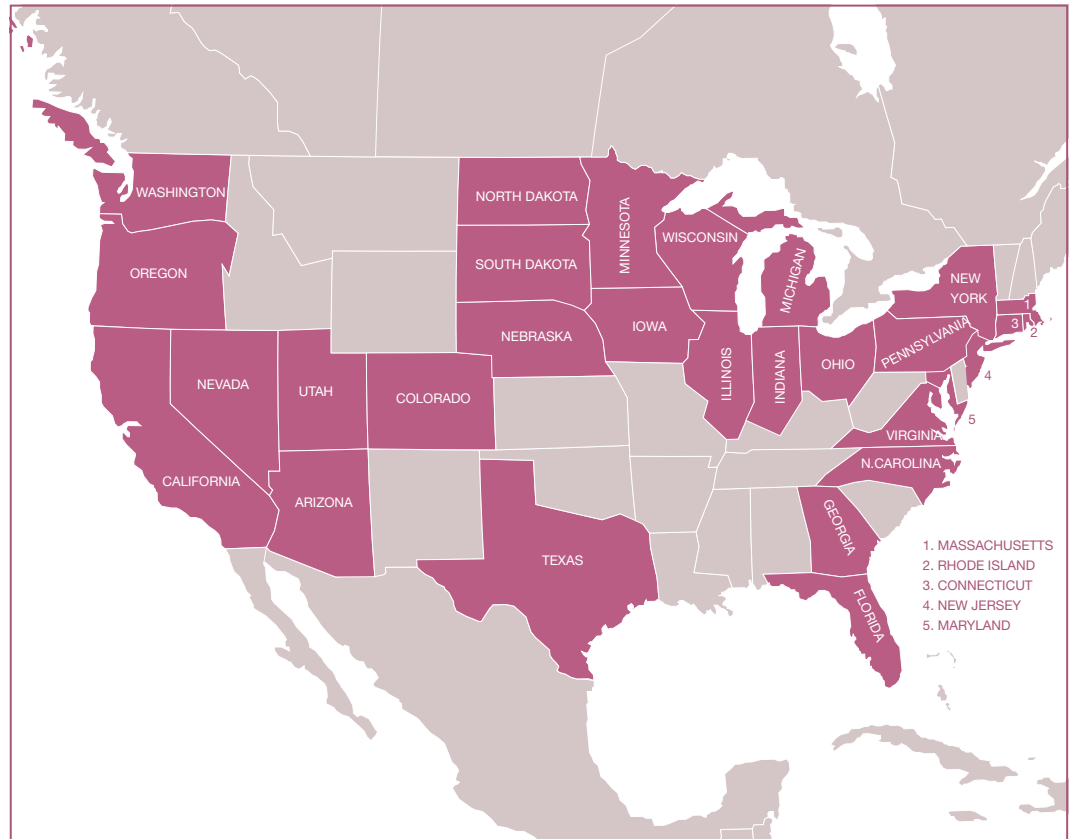 WASHINGTON
NORTH DAKOTA
MINNESOTA
WISCONSIN
OREGON
SOUTH DAKOTA
MICHIGAN
NEW
YORK
1
IOWA
NEBRASKA
3
2
PENNSYLVANIA
NEVADA
UTAH
COLORADO
ILLINOIS
INDIANA
OHIO
4
5
VIRGINIA
CALIFORNIA
N.CAROLINA
ARIZONA
GEORGIA
TEXAS
FLORIDA
1. MASSACHUSETTS
2. RHODE ISLAND
3. CONNECTICUT
4. NEW JERSEY
5. MARYLAND